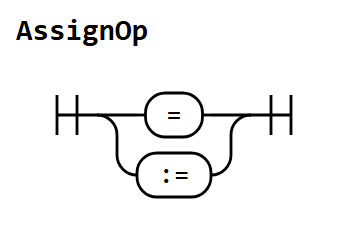 AssignOp
=
:=